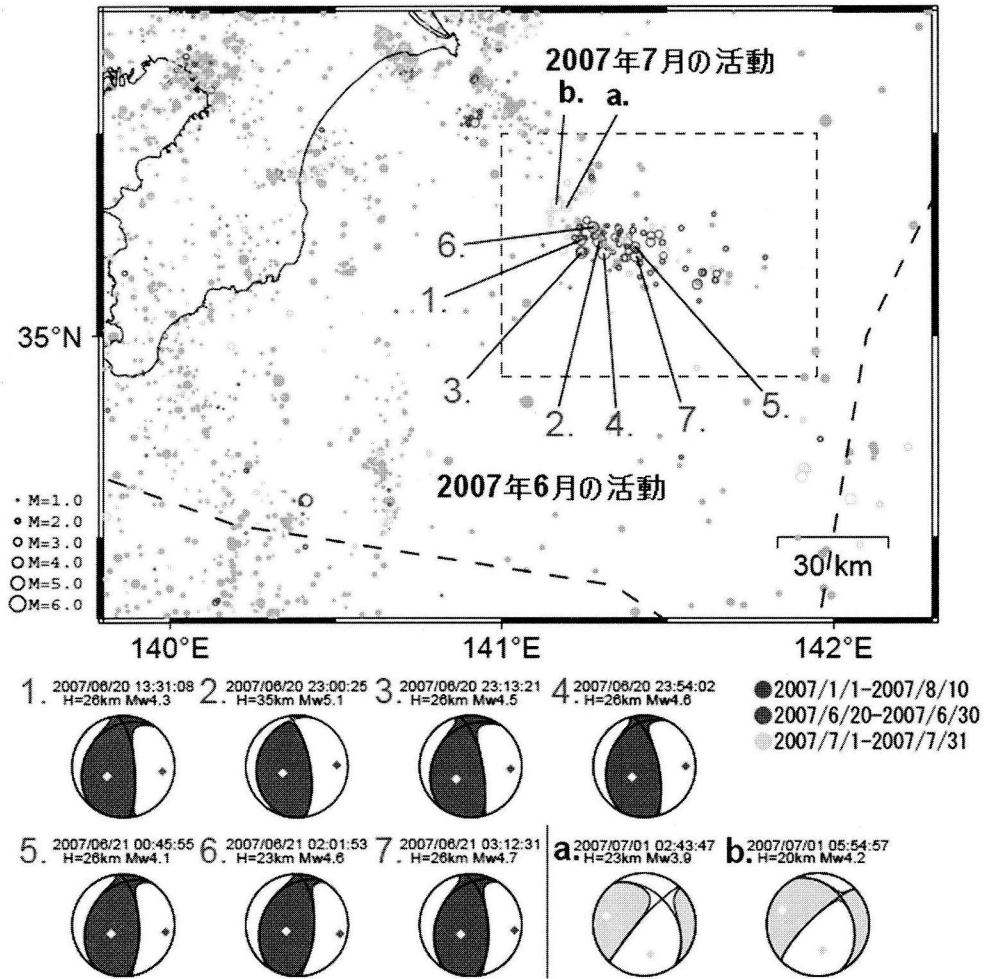 2007年7月の活動
b. a.
6.
1.
35°N
3.
2.
4.
7.
5.
2007年6月の活動
M=1.0
M=2.0
M=3.0
M=4.0
M=5.0
M=6.0
30 km
140°E
141°E
142°E
1. 2007/06/20 13:31:08
H=26km Mw4.3
2. 2007/06/20 23:00:25
H=35km Mw5.1
3. 2007/06/20 23:13:21
H=26km Mw4.5
4. 2007/06/20 23:54:02
H=26km Mw4.6
2007/1/1-2007/8/10
2007/6/20-2007/6/30
2007/7/1-2007/7/31
5. 2007/06/21 00:45:55
H=26km Mw4.1
6. 2007/06/21 02:01:53
H=23km Mw4.6
7. 2007/06/21 03:12:31
H=26km Mw4.7
a. 2007/07/01 02:43:47
H=23km Mw3.9
b. 2007/07/01 05:54:57
H=20km Mw4.2